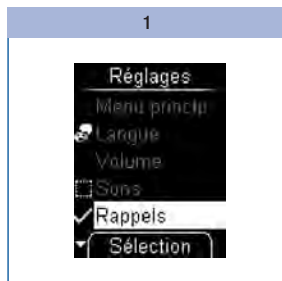 1
Réglages
Menu princip
Langue
Volume
Sons
Rappels
Sélection